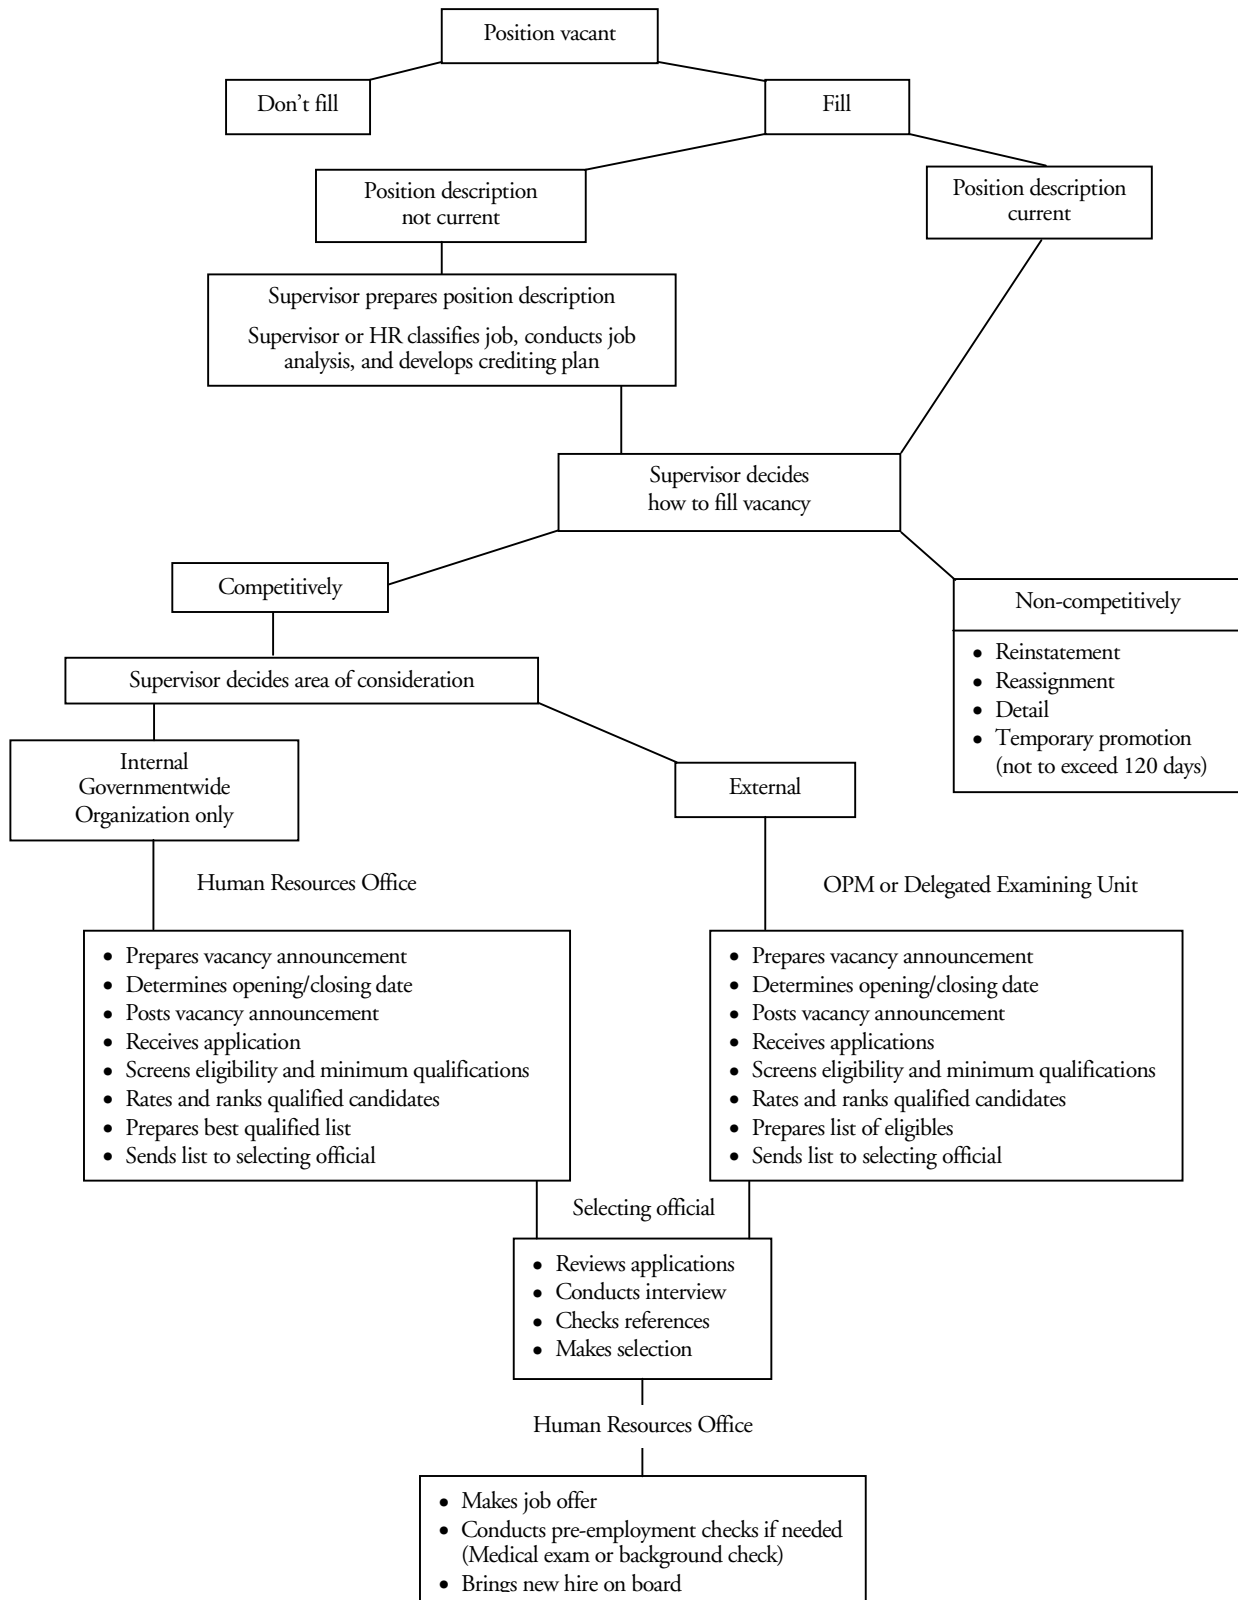 Position vacant
Don't fill
Fill
Position description
not current
Position description
current
Supervisor prepares position description
Supervisor or HR classifies job, conducts job
analysis, and develops crediting plan
Supervisor decides
how to fill vacancy
Competitively
Non-competitively
• Reinstatement
• Reassignment
• Detail
• Temporary promotion
(not to exceed 120 days)
Supervisor decides area of consideration
Internal
Governmentwide
Organization only
External
Human Resources Office
OPM or Delegated Examining Unit
• Prepares vacancy announcement
• Determines opening/closing date
• Posts vacancy announcement
• Receives application
• Screens eligibility and minimum qualifications
• Rates and ranks qualified candidates
• Prepares best qualified list
• Sends list to selecting official
• Prepares vacancy announcement
• Determines opening/closing date
• Posts vacancy announcement
• Receives applications
• Screens eligibility and minimum qualifications
• Rates and ranks qualified candidates
• Prepares list of eligibles
• Sends list to selecting official
Selecting official
• Reviews applications
• Conducts interview
• Checks references
• Makes selection
Human Resources Office
• Makes job offer
• Conducts pre-employment checks if needed
(Medical exam or background check)
• Brings new hire on board